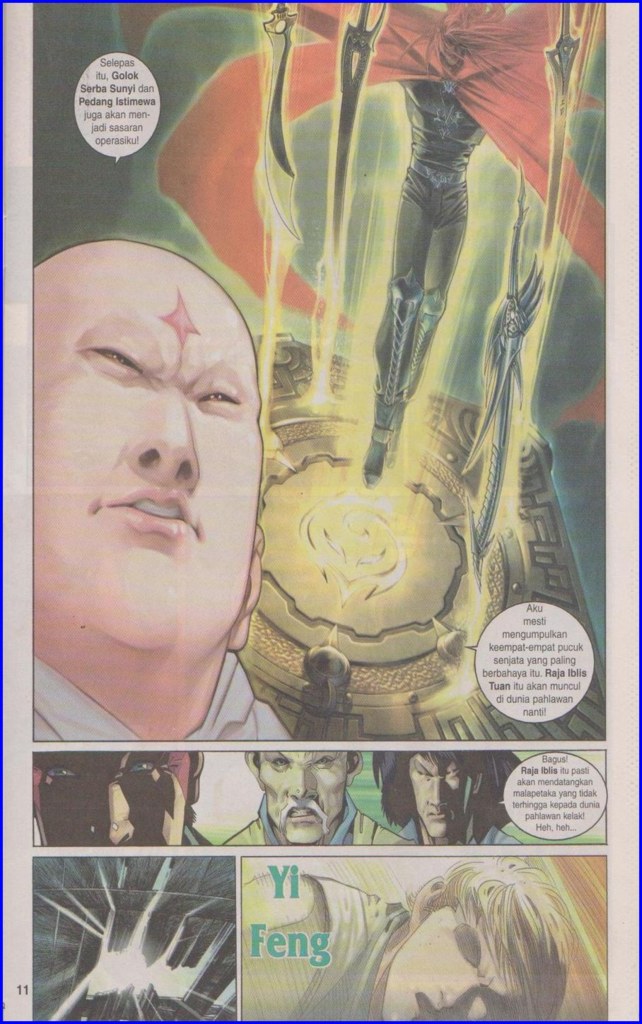 Selepas
itu, Golok
Serba Sunyi dan
Pedang Istimewa
juga akan men-
jadi sasaran
operasiku!
Aku
mesti
mengumpulkan
keempat-empat pucuk
senjata yang paling
berbahaya itu. Raja Iblis
Tuan itu akan muncul
di dunia pahlawan
nanti!
Bagus!
Raja Iblis itu pasti
akan mendatangkan
malapetaka yang tidak
terhingga kepada dunia
pahlawan kelak!
Heh, heh...
Yi
Feng
11